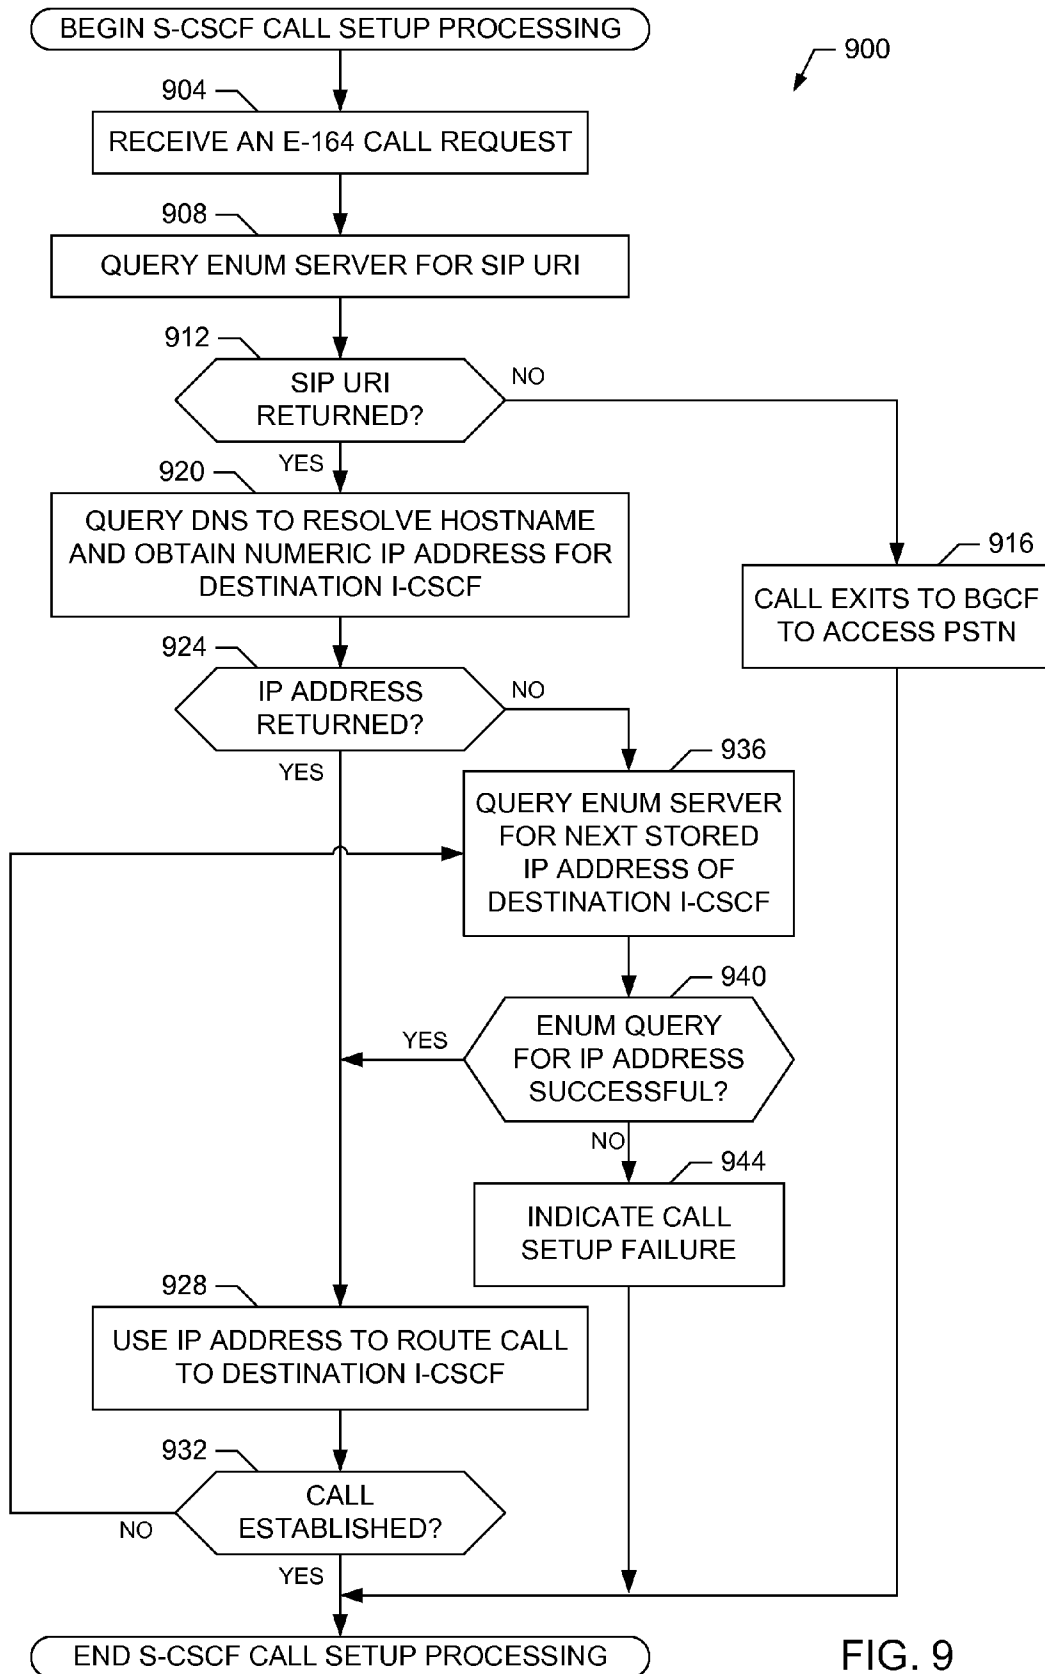 BEGIN S-CSCF CALL SETUP PROCESSING
900
904
RECEIVE AN E-164 CALL REQUEST
908
QUERY ENUM SERVER FOR SIP URI
912
SIP URI
RETURNED?
NO
YES
920
QUERY DNS TO RESOLVE HOSTNAME
AND OBTAIN NUMERIC IP ADDRESS FOR
DESTINATION I-CSCF
916
CALL EXITS TO BGCF
TO ACCESS PSTN
924
IP ADDRESS
RETURNED?
NO
YES
936
QUERY ENUM SERVER
FOR NEXT STORED
IP ADDRESS OF
DESTINATION I-CSCF
940
ENUM QUERY
FOR IP ADDRESS
SUCCESSFUL?
YES
NO
944
INDICATE CALL
SETUP FAILURE
928
USE IP ADDRESS TO ROUTE CALL
TO DESTINATION I-CSCF
932
CALL
ESTABLISHED?
NO
YES
END S-CSCF CALL SETUP PROCESSING
FIG. 9